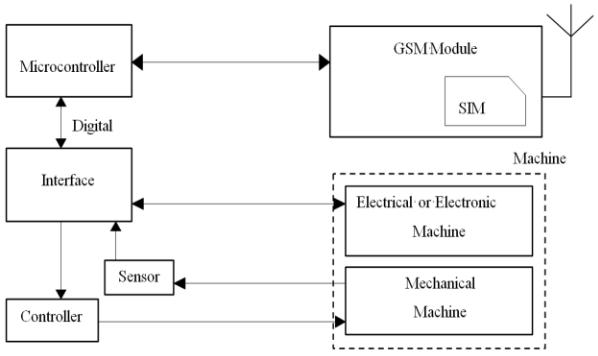 GSM Module
Microcontroller
SIM
Digital
Machine
Interface
Electrical or Electronic
Machine
Sensor
Mechanical
Machine
Controller